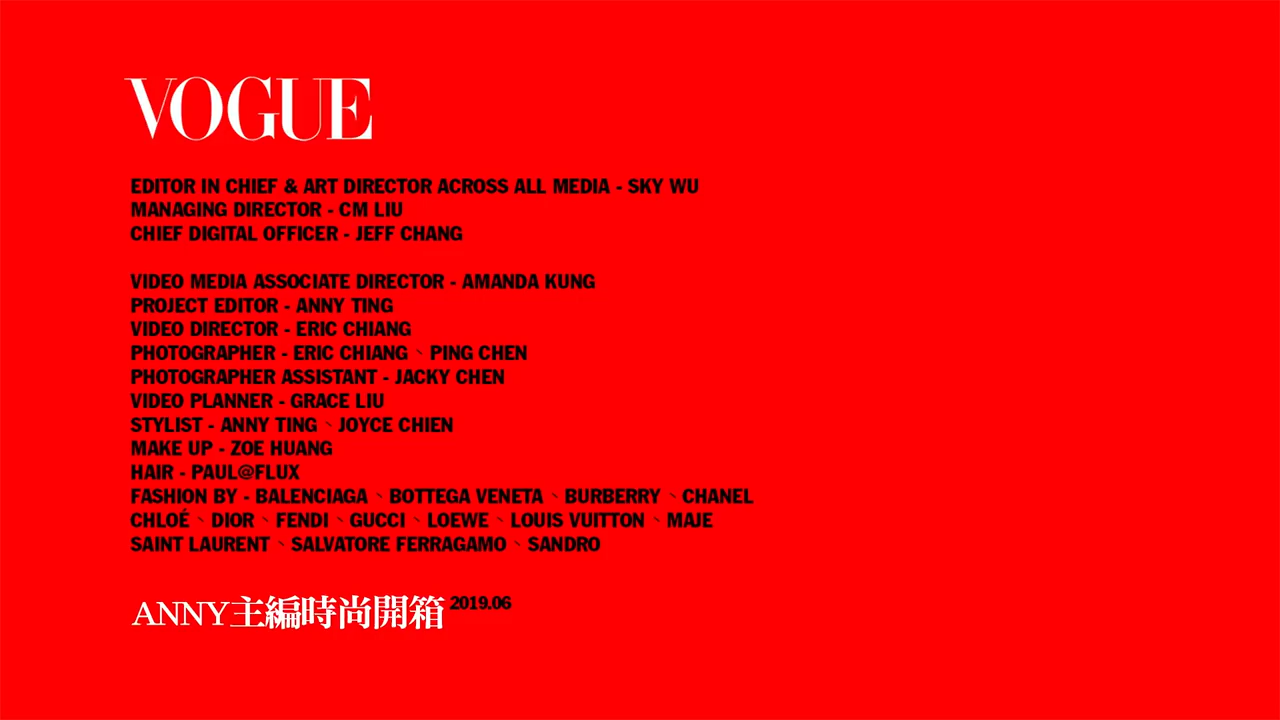 VOGUE
EDITOR IN CHIEF & ART DIRECTOR ACROSS ALL MEDIA - SKY WU
MANAGING DIRECTOR - CM LIU
CHIEF DIGITAL OFFICER - JEFF CHANG
VIDEO MEDIA ASSOCIATE DIRECTOR - AMANDA KUNG
PROJECT EDITOR - ANNY TING
VIDEO DIRECTOR - ERIC CHIANG
PHOTOGRAPHER - ERIC CHIANG、PING CHEN
PHOTOGRAPHER ASSISTANT - JACKY CHEN
VIDEO PLANNER - GRACE LIU
STYLIST - ANNY TING、JOYCE CHIEN
MAKE UP - ZOE HUANG
HAIR - PAUL@FLUX
FASHION BY - BALENCIAGA、BOTTEGA VENETA、BURBERRY、CHANEL
CHLOÉ、DIOR、FENDI、GUCCI、LOEWE、LOUIS VUITTON、MAJE
SAINT LAURENT、SALVATORE FERRAGAMO、SANDRO
ANNY主編時尚開箱 2019.06